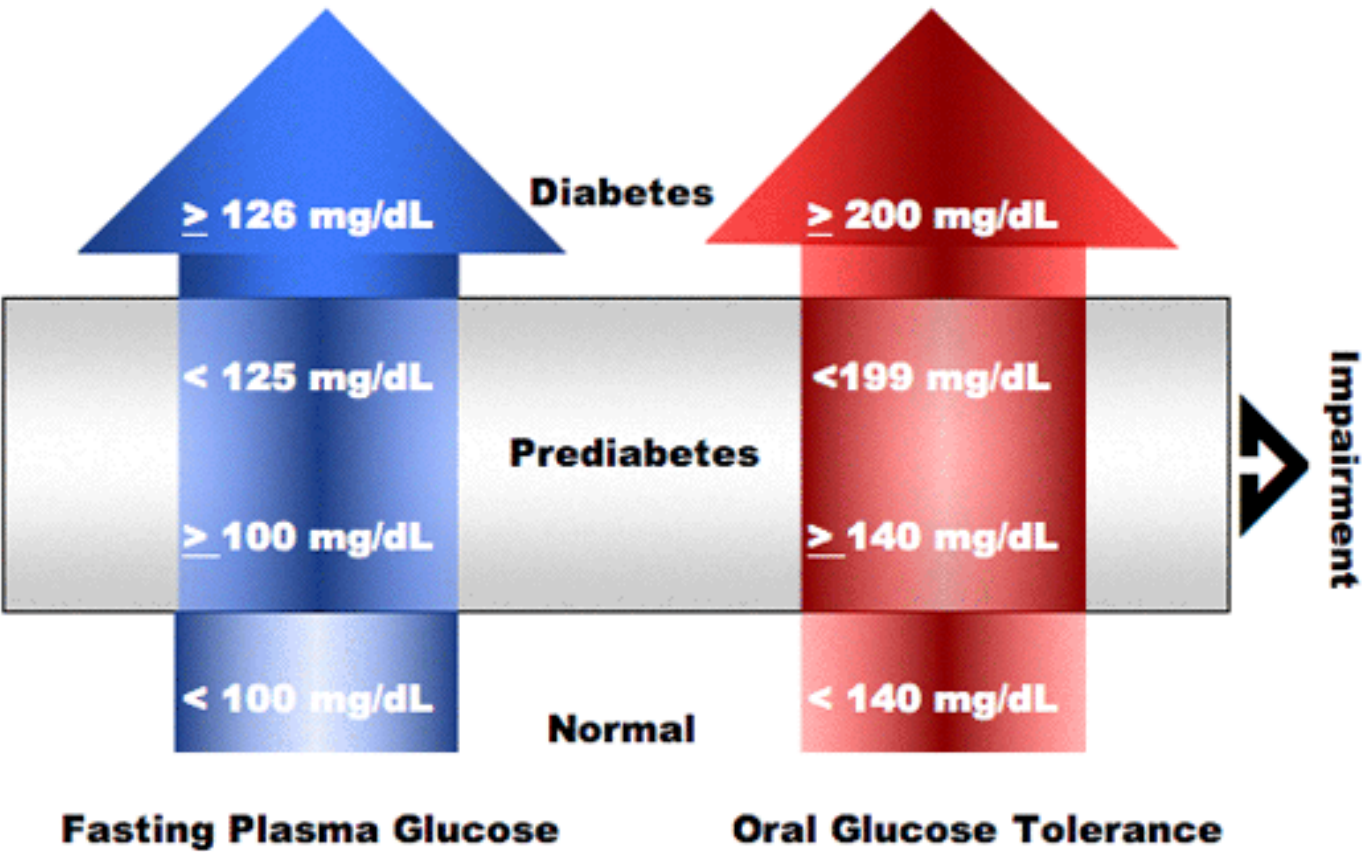 Diabetes
≥ 126 mg/dL
≥ 200 mg/dL
< 125 mg/dL
<199 mg/dL
Prediabetes
≥ 100 mg/dL
≥ 140 mg/dL
Impairment
< 100 mg/dL
< 140 mg/dL
Normal
Fasting Plasma Glucose
Oral Glucose Tolerance